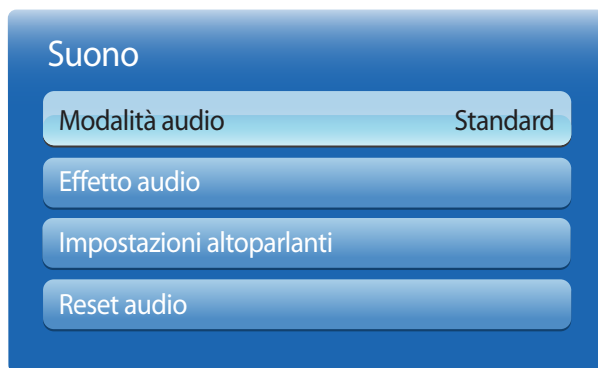 Suono
Modalità audio Standard
Effetto audio
Impostazioni altoparlanti
Reset audio